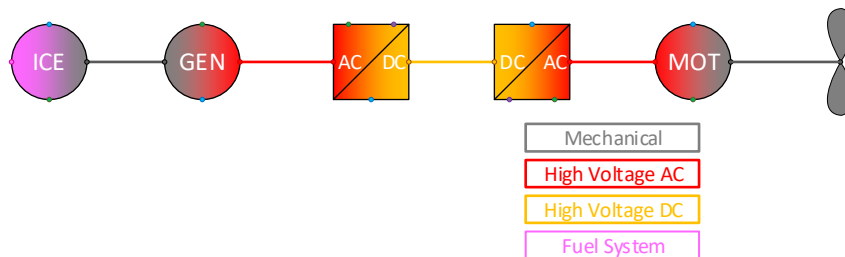 ICE GEN AC DC DC AC MOT
Mechanical
High Voltage AC
High Voltage DC
Fuel System